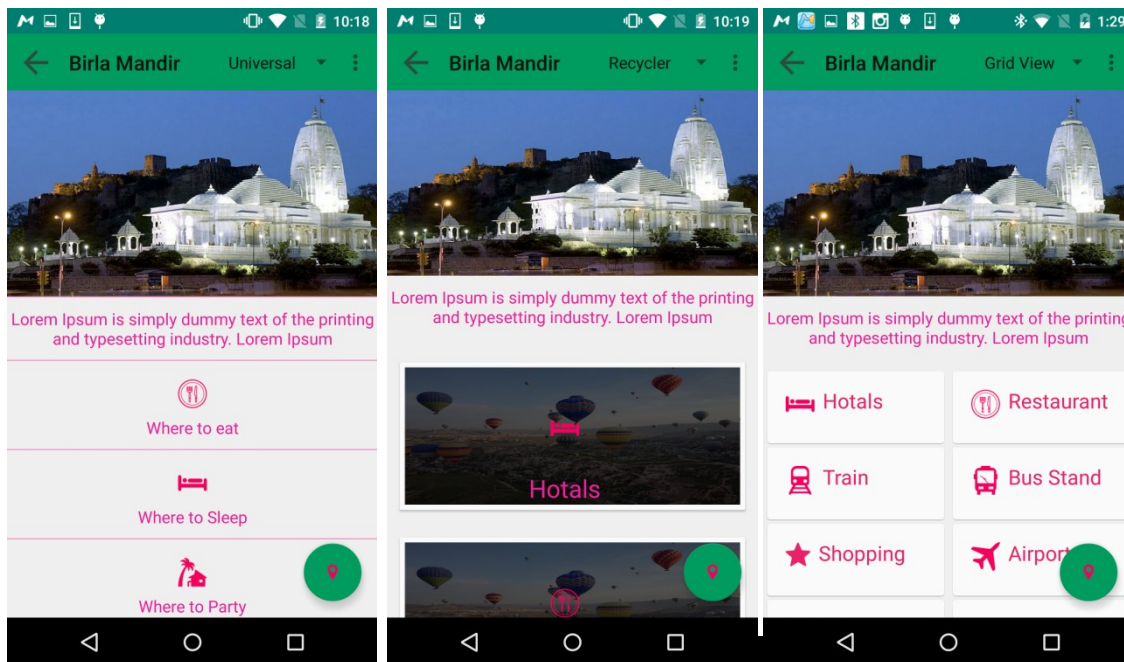 10:18
Birla Mandir Universal
Lorem Ipsum is simply dummy text of the printing
and typesetting industry. Lorem Ipsum
Where to eat
Where to Sleep
Where to Party
10:19
Birla Mandir Recycler
Lorem Ipsum is simply dummy text of the printing
and typesetting industry. Lorem Ipsum
Hotals
1:29
Birla Mandir Grid View
Lorem Ipsum is simply dummy text of the printing
and typesetting industry. Lorem Ipsum
Hotals Restaurant
Train Bus Stand
Shopping Airport